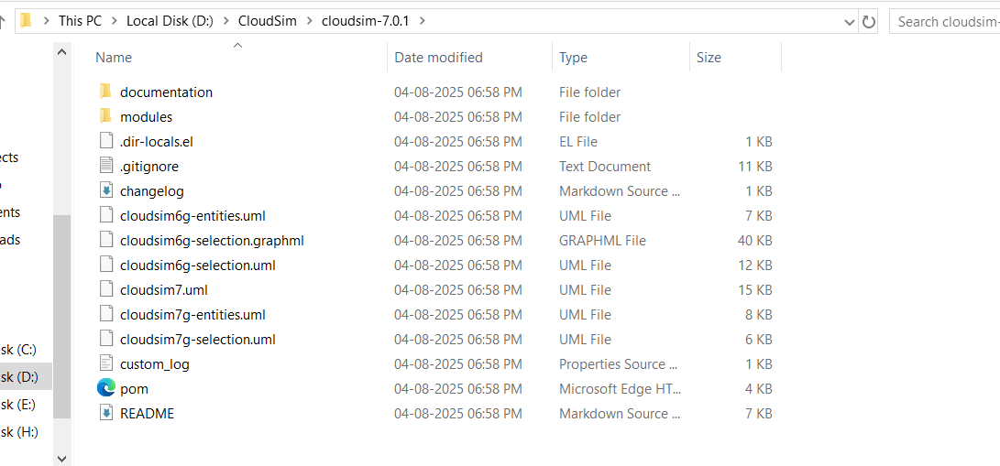 This PC > Local Disk (D:) > CloudSim > cloudsim-7.0.1 >
Search cloudsim-
Name Date modified Type Size
documentation 04-08-2025 06:58 PM File folder
modules 04-08-2025 06:58 PM File folder
.dir-locals.el 04-08-2025 06:58 PM EL File 1 KB
ects
.gitignore 04-08-2025 06:58 PM Text Document 11 KB
changelog 04-08-2025 06:58 PM Markdown Source ... 1 KB
ents
cloudsim6g-entities.uml 04-08-2025 06:58 PM UML File 7 KB
ads
cloudsim6g-selection.graphml 04-08-2025 06:58 PM GRAPHML File 40 KB
cloudsim6g-selection.uml 04-08-2025 06:58 PM UML File 12 KB
cloudsim7.uml 04-08-2025 06:58 PM UML File 15 KB
cloudsim7g-entities.uml 04-08-2025 06:58 PM UML File 8 KB
cloudsim7g-selection.uml 04-08-2025 06:58 PM UML File 6 KB
sk (C:)
custom_log 04-08-2025 06:58 PM Properties Source ... 1 KB
sk (D:)
pom 04-08-2025 06:58 PM Microsoft Edge HT... 4 KB
sk (E:)
README 04-08-2025 06:58 PM Markdown Source ... 7 KB
sk (H:)